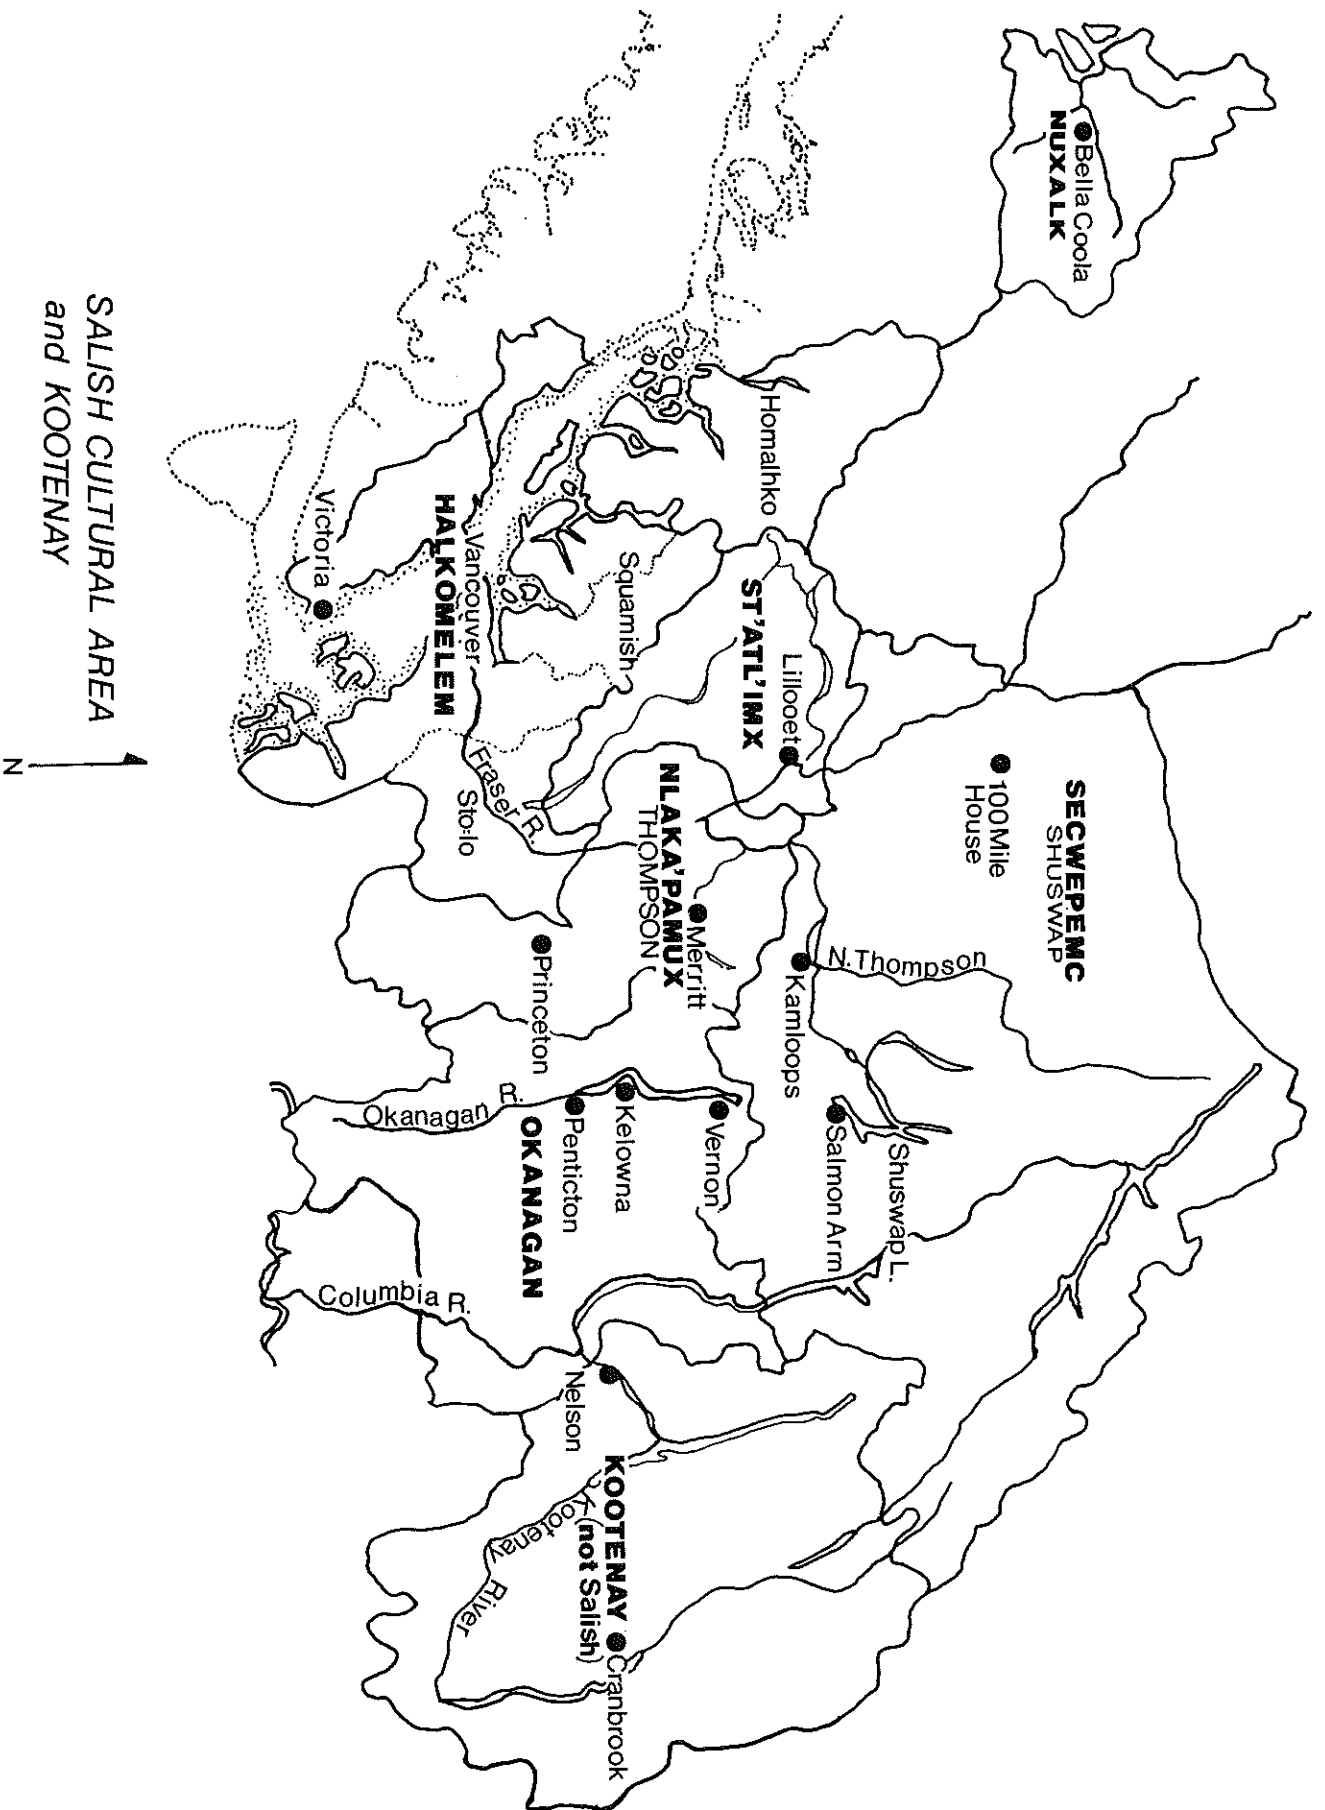 Bella Coola
NUXALK
SECWEPEMC
SHUSWAP
100 Mile
House
Homalhko
ST'ATL'IMX
Lillooet
N.Thompson
Kamloops
Shuswap L.
Salmon Arm
Squamish
NLAKA'PAMUX
THOMPSON
Merritt
Vernon
Kelowna
Penticton
OKANAGAN
Okanagan R.
Princeton
Vancouver
HALKOMELEM
Fraser R.
Sto:lo
Victoria
Columbia R.
Nelson
KOOTENAY
(not Salish)
Cranbrook
Kootenay River
SALISH CULTURAL AREA
and KOOTENAY
N